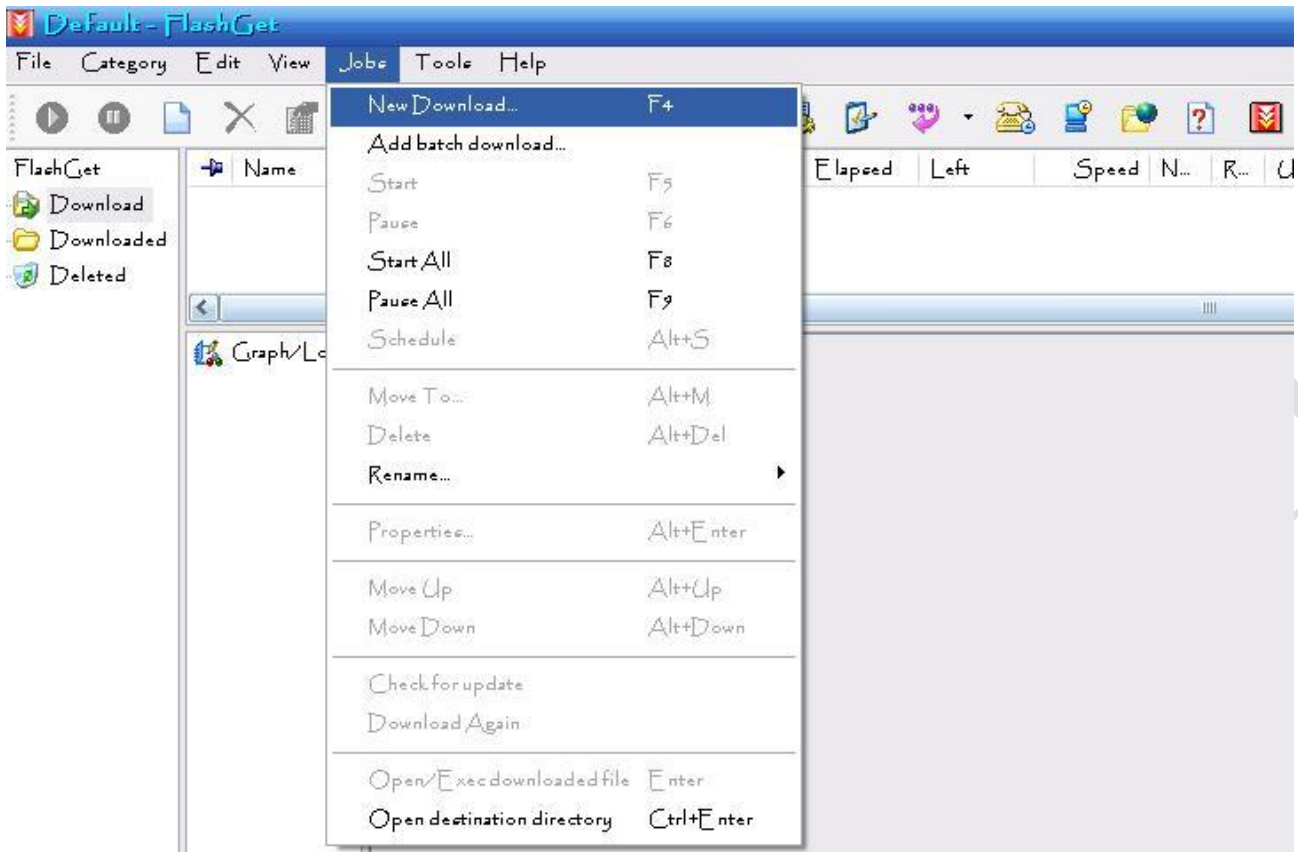 Default - FlashGet
File Category Edit View Jobs Tools Help
New Download... F4
Add batch download...
FlashGet Name Start F5 Elapsed Left Speed N... R... U
Download Pause F6
Downloaded Start All F8
Deleted Pause All F9
Schedule Alt+S
Graph/Lo
Move To... Alt+M
Delete Alt+Del
Rename...
Properties... Alt+Enter
Move Up Alt+Up
Move Down Alt+Down
Check for update
Download Again
Open/Exec downloaded file Enter
Open destination directory Ctrl+Enter